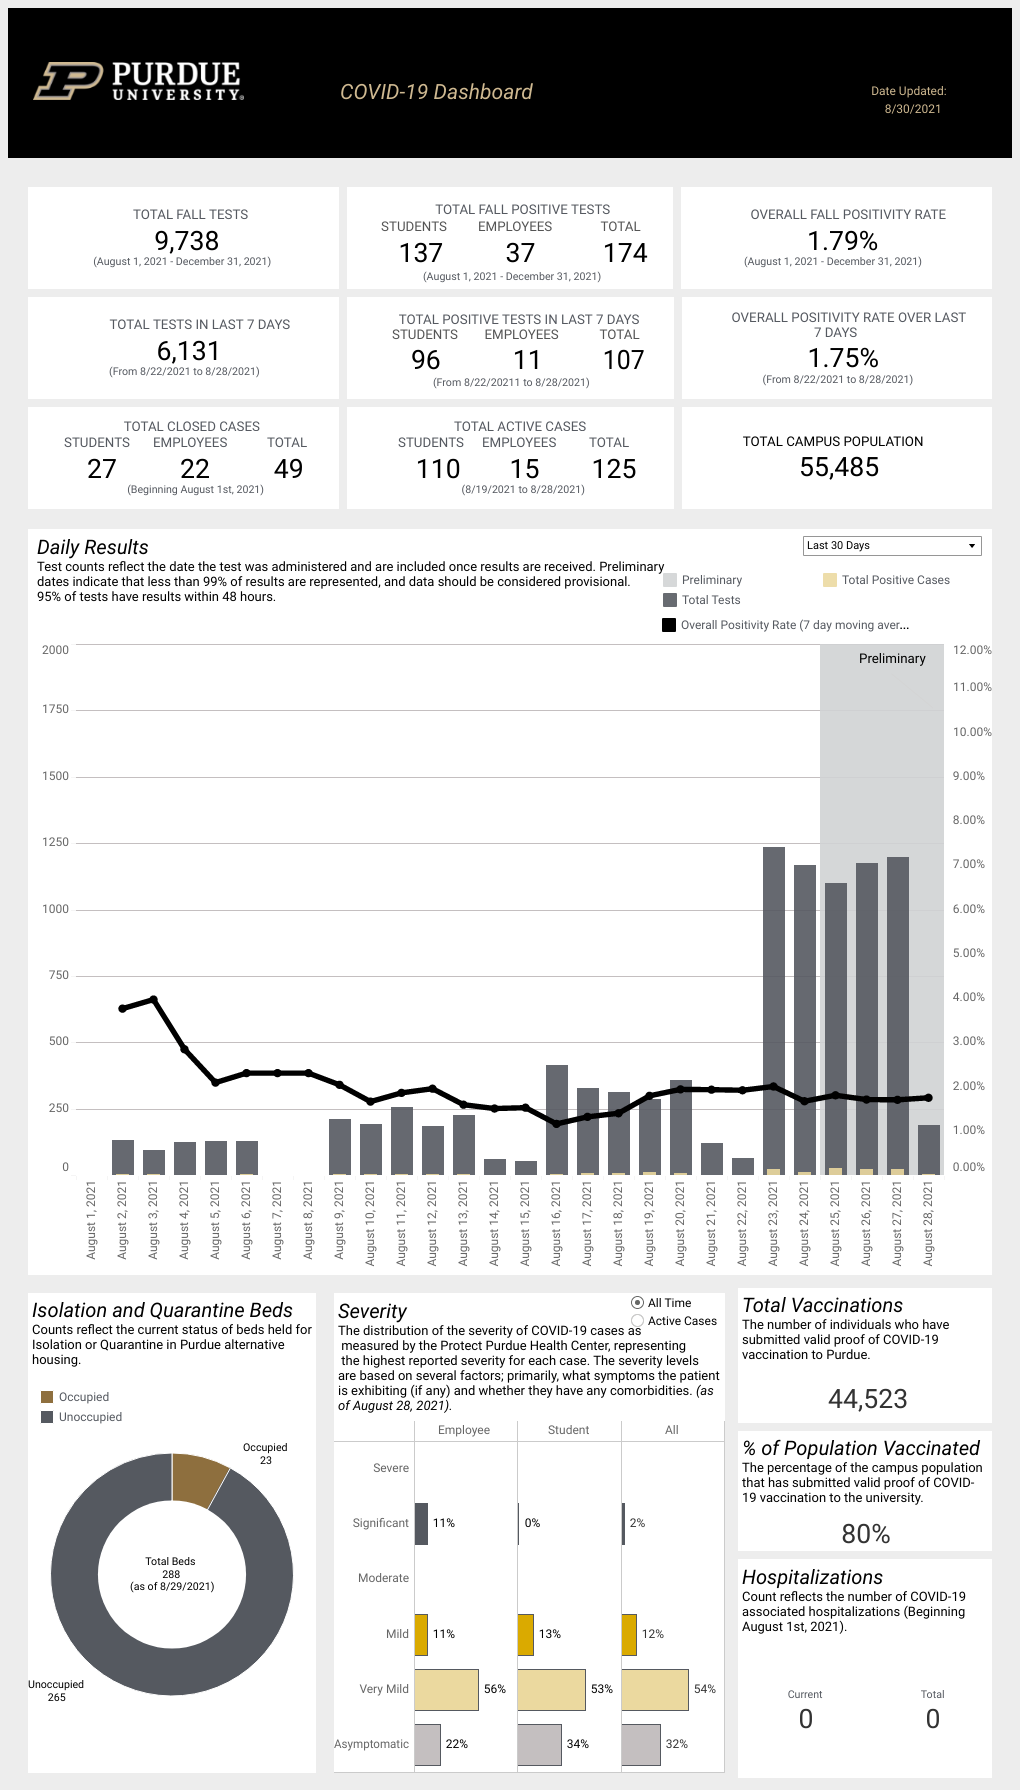 PURDUE
UNIVERSITY®
COVID-19 Dashboard
Date Updated:
8/30/2021
TOTAL FALL TESTS
9,738
(August 1, 2021 - December 31, 2021)
TOTAL FALL POSITIVE TESTS
STUDENTS EMPLOYEES TOTAL
137 37 174
(August 1, 2021 - December 31, 2021)
OVERALL FALL POSITIVITY RATE
1.79%
(August 1, 2021 - December 31, 2021)
TOTAL TESTS IN LAST 7 DAYS
6,131
(From 8/22/2021 to 8/28/2021)
TOTAL POSITIVE TESTS IN LAST 7 DAYS
STUDENTS EMPLOYEES TOTAL
96 11 107
(From 8/22/20211 to 8/28/2021)
OVERALL POSITIVITY RATE OVER LAST
7 DAYS
1.75%
(From 8/22/2021 to 8/28/2021)
TOTAL CLOSED CASES
STUDENTS EMPLOYEES TOTAL
27 22 49
(Beginning August 1st, 2021)
TOTAL ACTIVE CASES
STUDENTS EMPLOYEES TOTAL
110 15 125
(8/19/2021 to 8/28/2021)
TOTAL CAMPUS POPULATION
55,485
Daily Results
Test counts reflect the date the test was administered and are included once results are received. Preliminary
dates indicate that less than 99% of results are represented, and data should be considered provisional.
95% of tests have results within 48 hours.
Last 30 Days
Preliminary
Total Positive Cases
Total Tests
Overall Positivity Rate (7 day moving aver...
Preliminary
2000
1750
1500
1250
1000
750
500
250
0
12.00%
11.00%
10.00%
9.00%
8.00%
7.00%
6.00%
5.00%
4.00%
3.00%
2.00%
1.00%
0.00%
August 1, 2021
August 2, 2021
August 3, 2021
August 4, 2021
August 5, 2021
August 6, 2021
August 7, 2021
August 8, 2021
August 9, 2021
August 10, 2021
August 11, 2021
August 12, 2021
August 13, 2021
August 14, 2021
August 15, 2021
August 16, 2021
August 17, 2021
August 18, 2021
August 19, 2021
August 20, 2021
August 21, 2021
August 22, 2021
August 23, 2021
August 24, 2021
August 25, 2021
August 26, 2021
August 27, 2021
August 28, 2021
Isolation and Quarantine Beds
Counts reflect the current status of beds held for
Isolation or Quarantine in Purdue alternative
housing.
Occupied
Unoccupied
Occupied
23
Total Beds
288
(as of 8/29/2021)
Unoccupied
265
Severity
All Time
Active Cases
The distribution of the severity of COVID-19 cases as
measured by the Protect Purdue Health Center, representing
the highest reported severity for each case. The severity levels
are based on several factors; primarily, what symptoms the patient
is exhibiting (if any) and whether they have any comorbidities. (as
of August 28, 2021).
Employee Student All
Severe
Significant 11% 0% 2%
Moderate
Mild 11% 13% 12%
Very Mild 56% 53% 54%
Asymptomatic 22% 34% 32%
Total Vaccinations
The number of individuals who have
submitted valid proof of COVID-19
vaccination to Purdue.
44,523
% of Population Vaccinated
The percentage of the campus population
that has submitted valid proof of COVID-
19 vaccination to the university.
80%
Hospitalizations
Count reflects the number of COVID-19
associated hospitalizations (Beginning
August 1st, 2021).
Current Total
0 0